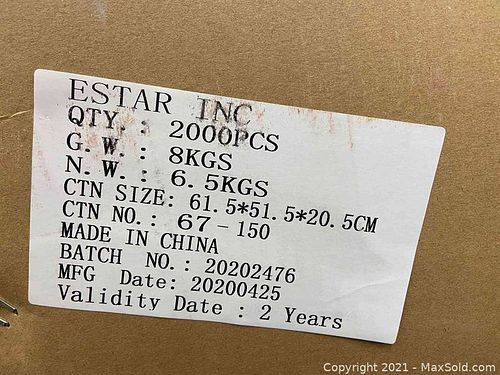 ESTAR INC
QTY. : 2000PCS
G. W. : 8KGS
N. W. : 6.5KGS
CTN SIZE: 61.5*51.5*20.5CM
CTN NO.: 67-150
MADE IN CHINA
BATCH NO.: 20202476
MFG Date: 20200425
Validity Date : 2 Years
Copyright 2021 - MaxSold.com